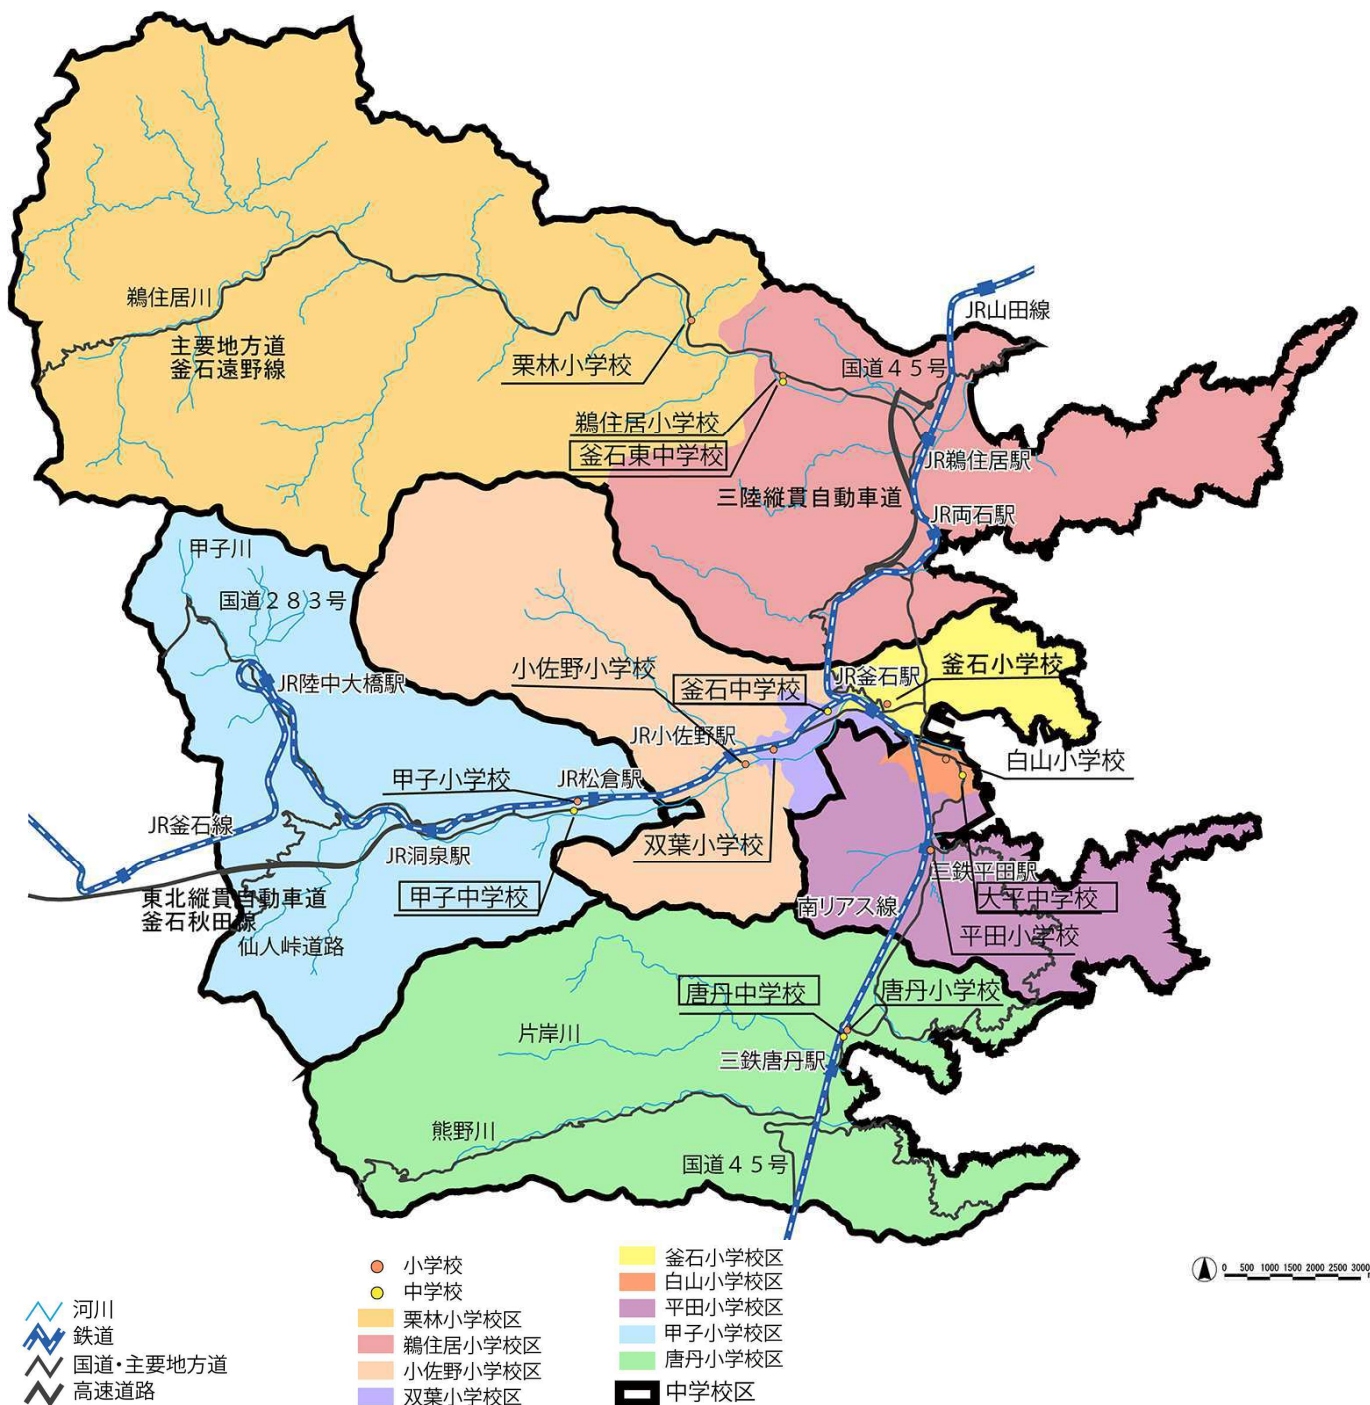 JR山田線
鵜住居川
主要地方道
釜石遠野線
栗林小学校
国道45号
鵜住居小学校
釜石東中学校
JR鵜住居駅
三陸縦貫自動車道
JR両石駅
甲子川
国道283号
小佐野小学校
釜石中学校
JR釜石駅
釜石小学校
JR陸中大橋駅
JR小佐野駅
白山小学校
甲子小学校
JR松倉駅
JR釜石線
JR洞泉駅
双葉小学校
三鉄平田駅
東北縦貫自動車道
釜石秋田線
甲子中学校
大平中学校
南リアス線
平田小学校
仙人峠道路
唐丹中学校
唐丹小学校
片岸川
三鉄唐丹駅
熊野川
国道45号
河川
鉄道
国道・主要地方道
高速道路
小学校
中学校
栗林小学校区
鵜住居小学校区
小佐野小学校区
双葉小学校区
釜石小学校区
白山小学校区
平田小学校区
甲子小学校区
唐丹小学校区
中学校区
0 500 1000 1500 2000 2500 3000